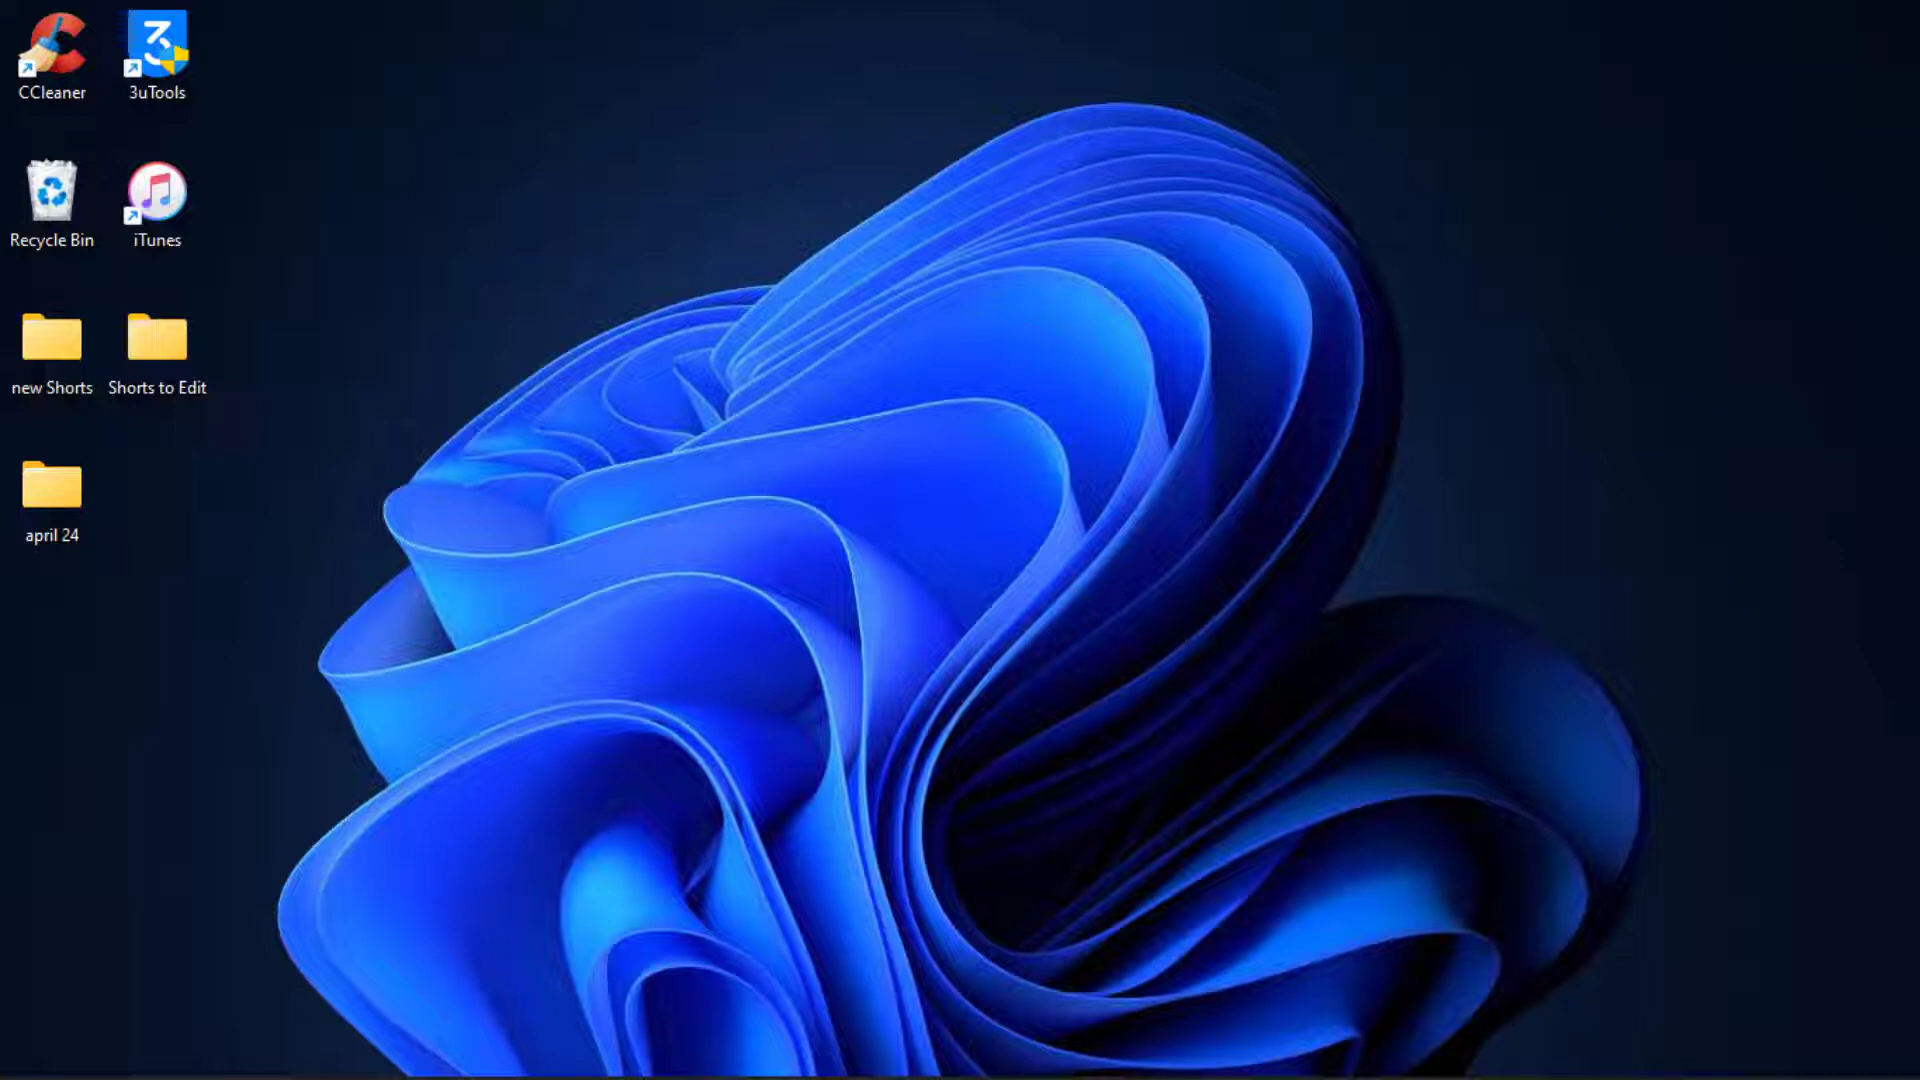 CCleaner
3uTools
Recycle Bin
iTunes
new Shorts
Shorts to Edit
april 24